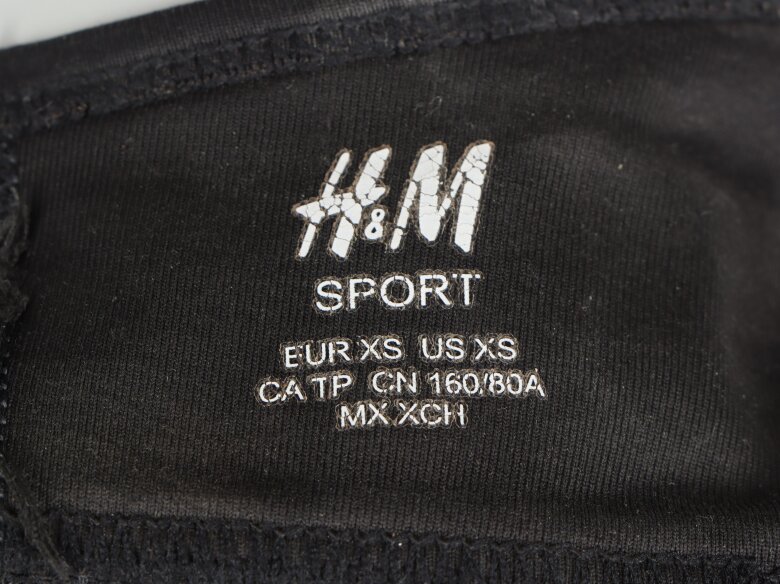 H&M
SPORT
EUR XS US XS
CA TP CN 160/80A
MX XCH